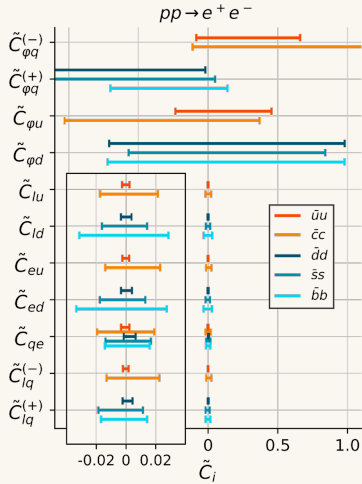 pp → e⁺e⁻
C̃φq⁽⁻⁾
C̃φq⁽⁺⁾
C̃φu
C̃φd
C̃lu
C̃ld
C̃eu
C̃ed
C̃qe
C̃lq⁽⁻⁾
C̃lq⁽⁺⁾
ūu
c̄c
d̄d
s̄s
b̄b
-0.02 0 0.02 0 0.5 1.0
C̃i